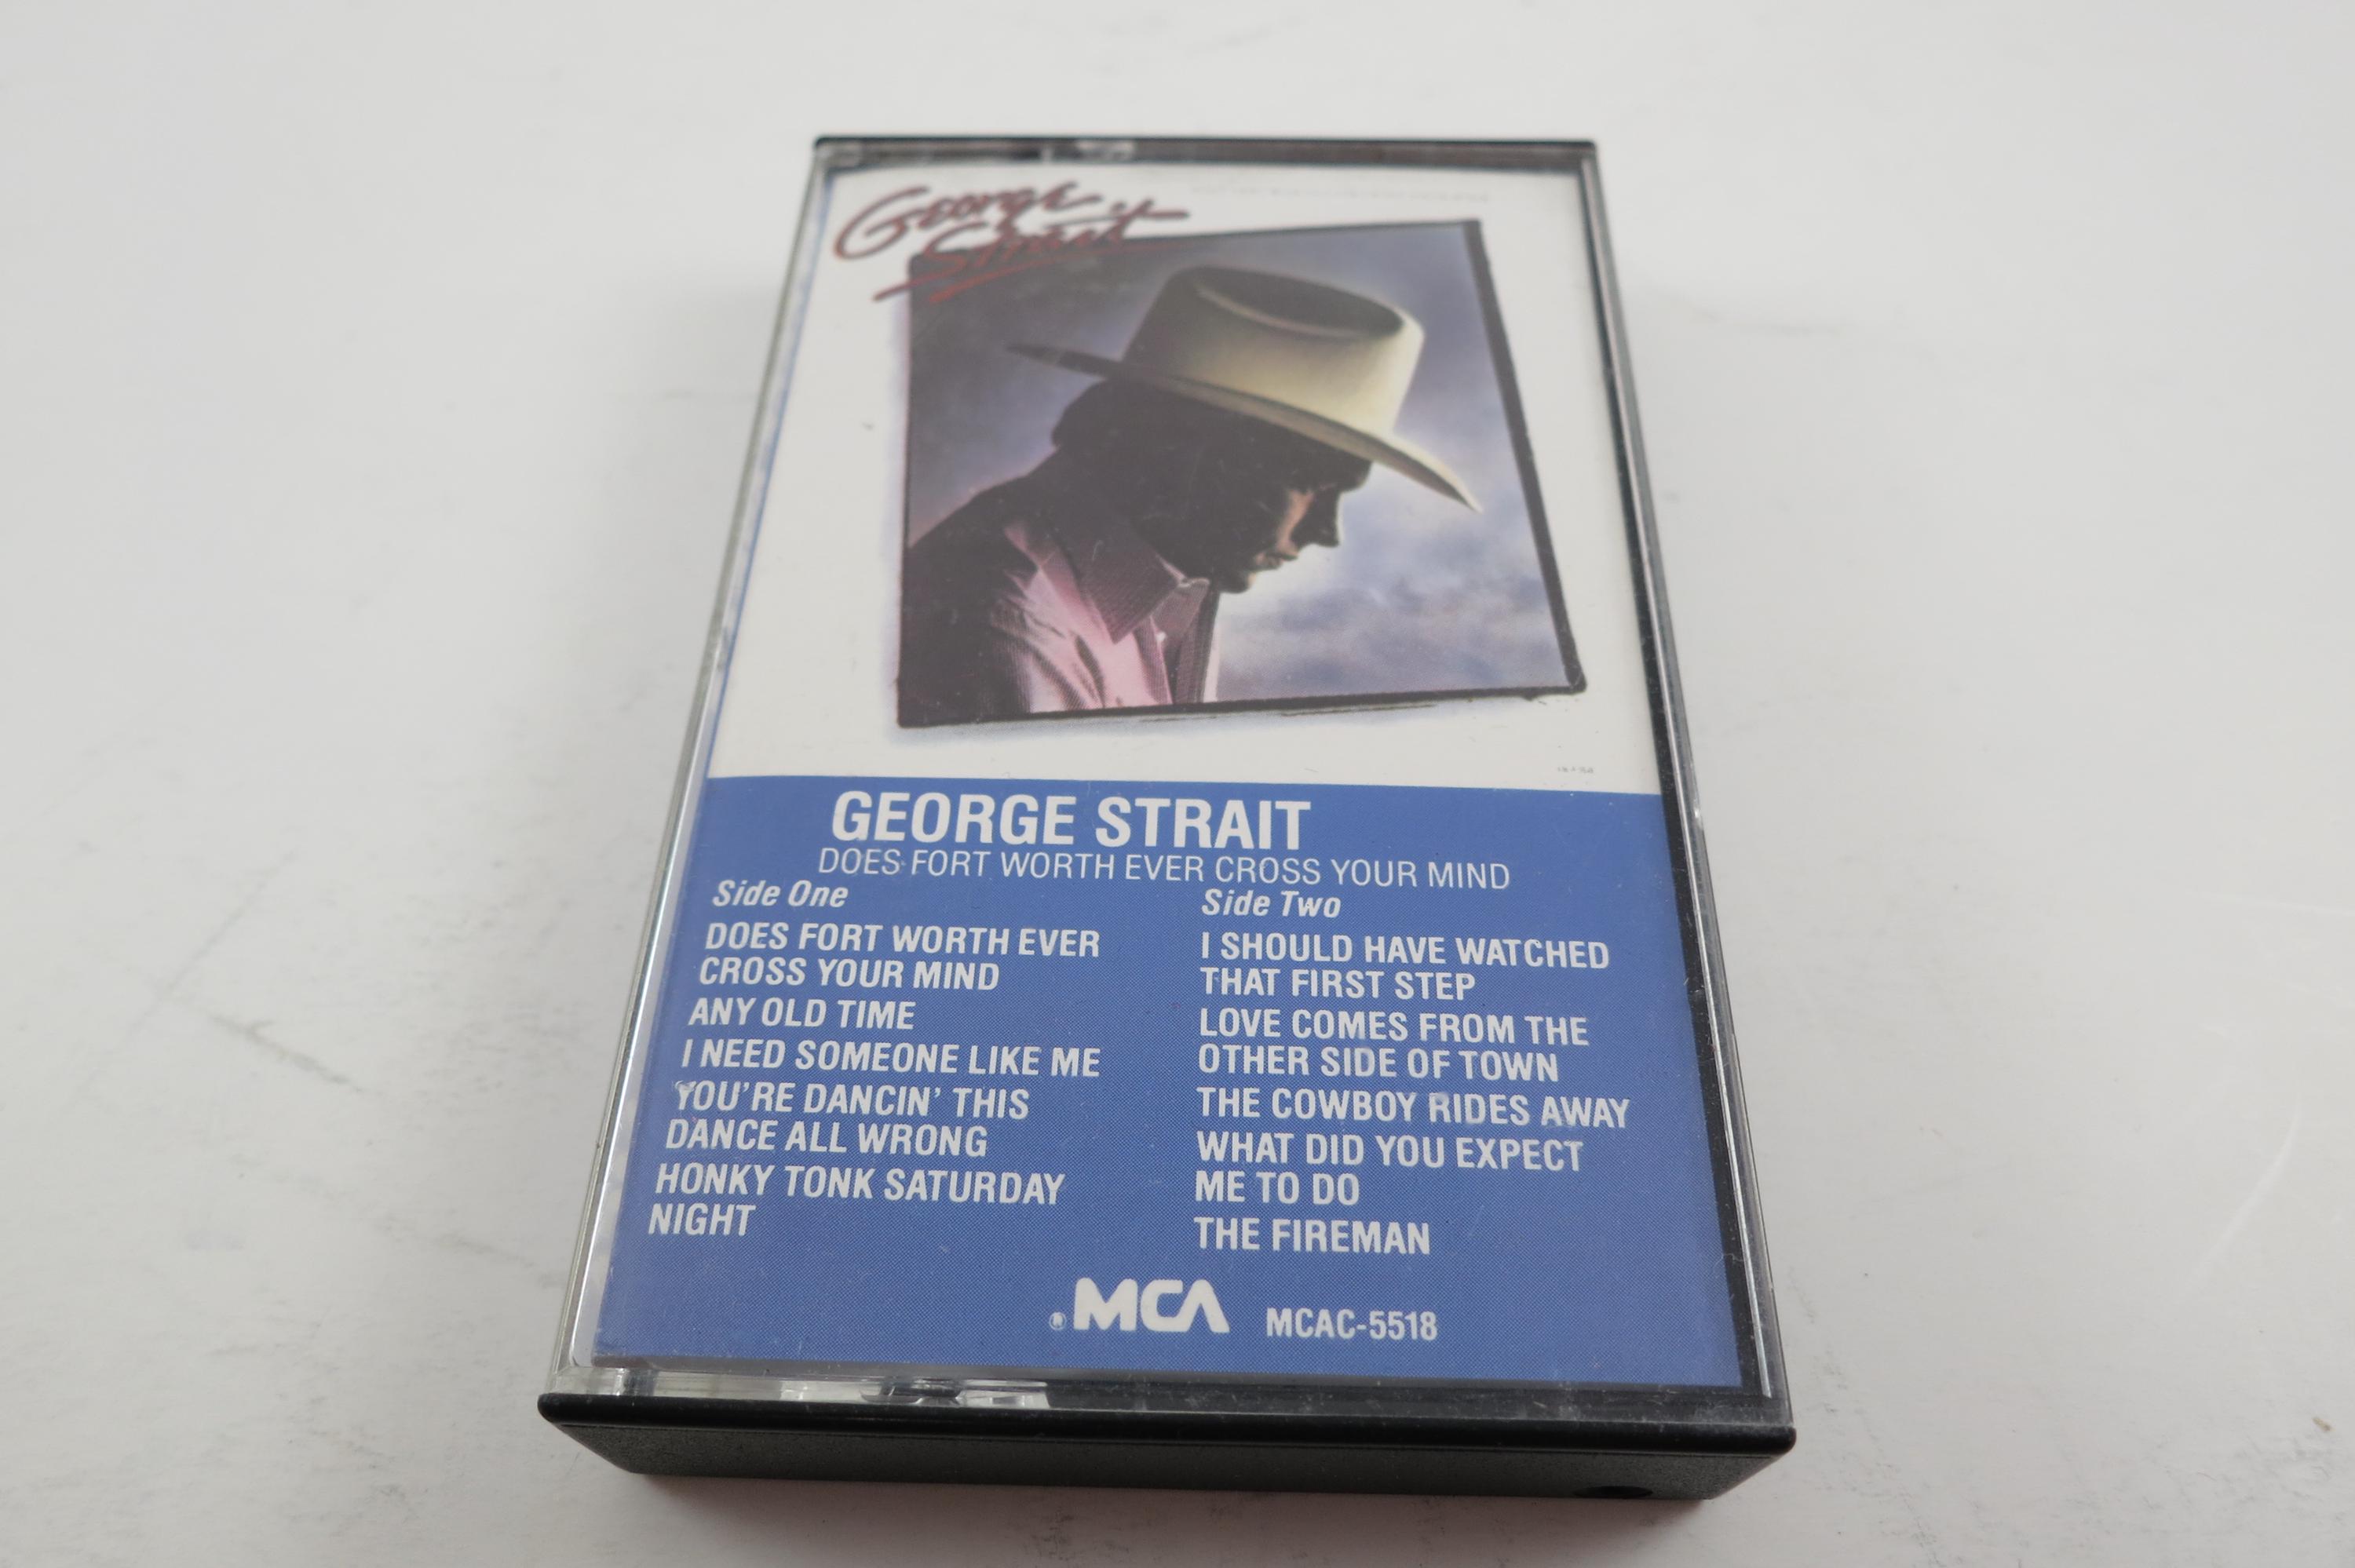 George
Strait
GEORGE STRAIT
DOES FORT WORTH EVER CROSS YOUR MIND
Side One
DOES FORT WORTH EVER
CROSS YOUR MIND
ANY OLD TIME
I NEED SOMEONE LIKE ME
YOU'RE DANCIN' THIS
DANCE ALL WRONG
HONKY TONK SATURDAY
NIGHT
Side Two
I SHOULD HAVE WATCHED
THAT FIRST STEP
LOVE COMES FROM THE
OTHER SIDE OF TOWN
THE COWBOY RIDES AWAY
WHAT DID YOU EXPECT
ME TO DO
THE FIREMAN
® MCA MCAC-5518